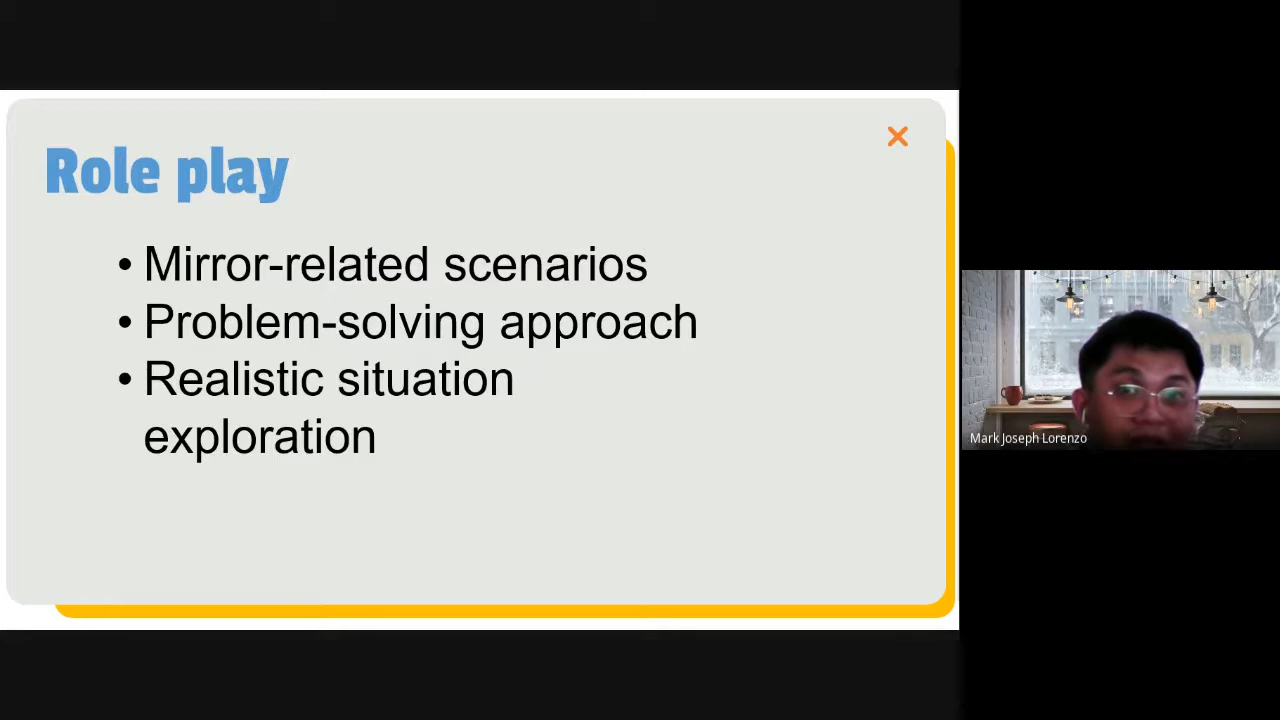 Role play
• Mirror-related scenarios
• Problem-solving approach
• Realistic situation
exploration
Mark Joseph Lorenzo